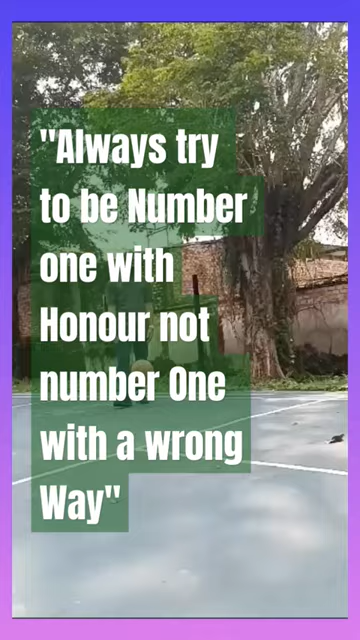 "Always try
to be Number
one with
Honour not
number One
with a wrong
Way"